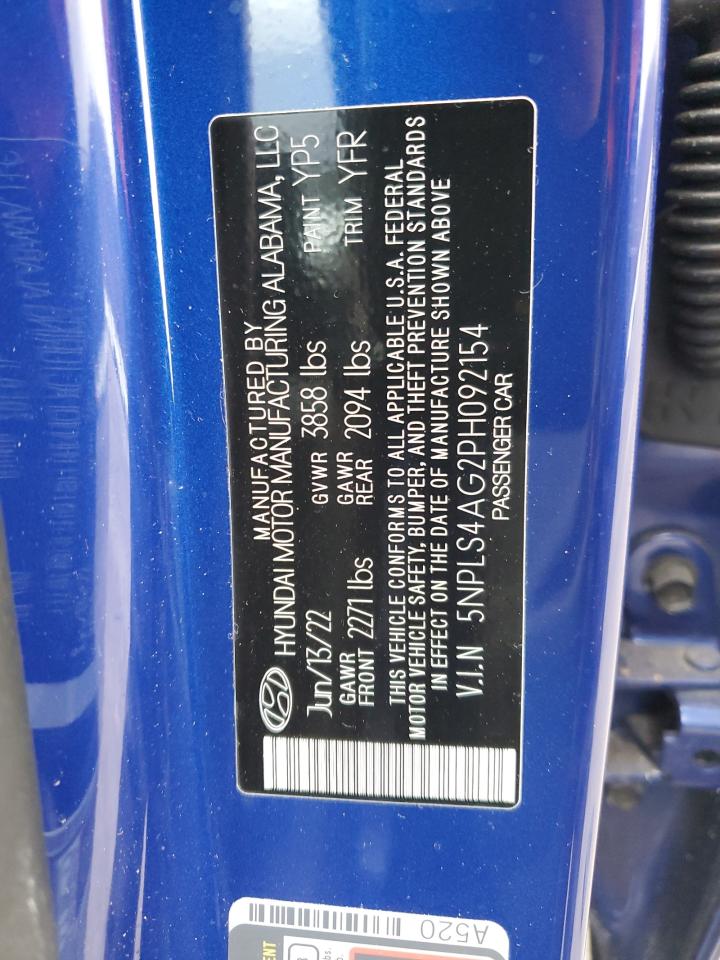 MANUFACTURED BY
HYUNDAI MOTOR MANUFACTURING ALABAMA, LLC
Jun/13/22 GVWR 3858 lbs PAINT YP5
GAWR FRONT 2271 lbs GAWR REAR 2094 lbs TRIM YFR
THIS VEHICLE CONFORMS TO ALL APPLICABLE U.S.A. FEDERAL
MOTOR VEHICLE SAFETY, BUMPER, AND THEFT PREVENTION STANDARDS
IN EFFECT ON THE DATE OF MANUFACTURE SHOWN ABOVE
V.I.N 5NPLS4AG2PH092154
PASSENGER CAR
A520